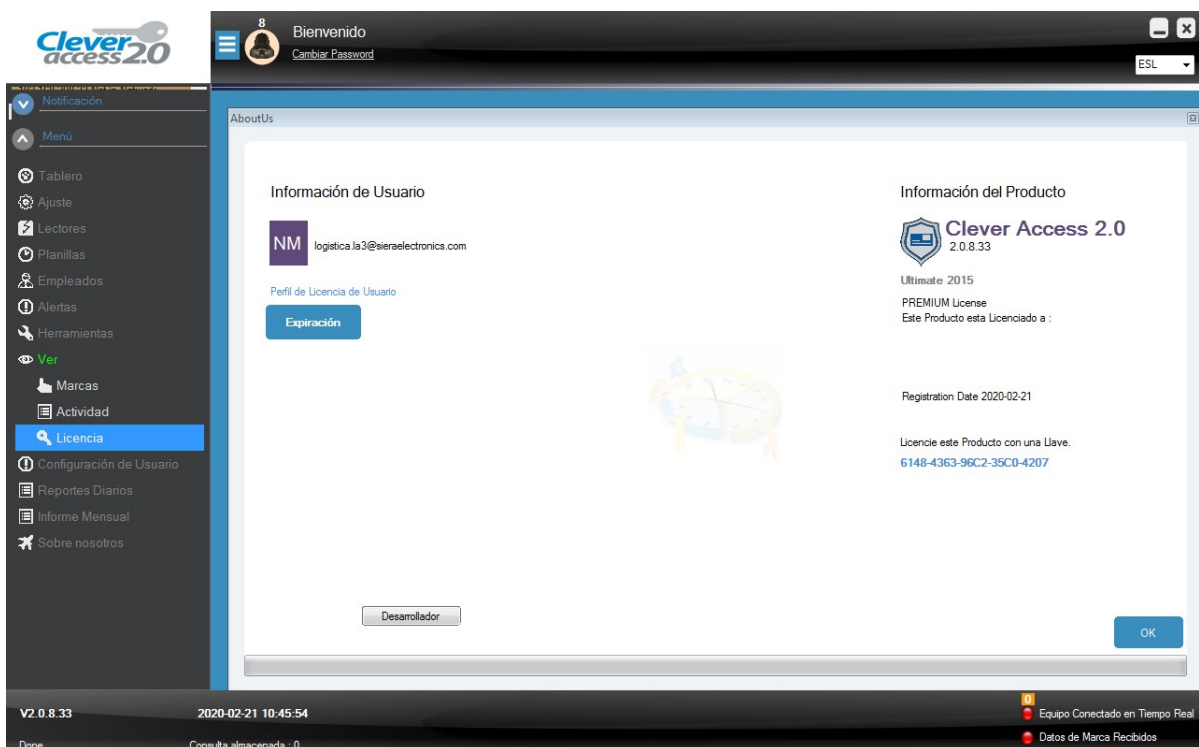 Clever
access2.0
8
Bienvenido
Cambiar Password
ESL
Notificación
Menú
Tablero
Ajuste
Lectores
Planillas
Empleados
Alertas
Herramientas
Ver
Marcas
Actividad
Licencia
Configuración de Usuario
Reportes Diarios
Informe Mensual
Sobre nosotros
AboutUs
Información de Usuario
NM
logistica.la3@sieraelectronics.com
Perfil de Licencia de Usuario
Expiración
Desarrollador
Información del Producto
Clever Access 2.0
2.0.8.33
Ultimate 2015
PREMIUM License
Este Producto esta Licenciado a :
Registration Date 2020-02-21
Licencie este Producto con una Llave.
6148-4363-96C2-35C0-4207
OK
V2.0.8.33
2020-02-21 10:45:54
0
Equipo Conectado en Tiempo Real
Done
Consulta almacenada : 0
Datos de Marca Recibidos